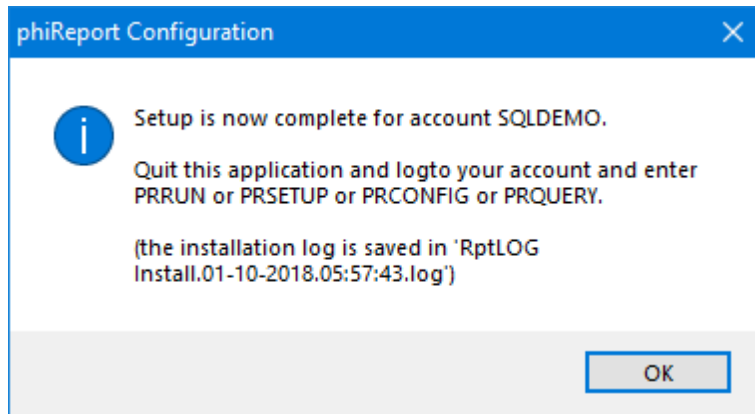 phiReport Configuration
Setup is now complete for account SQLDEMO.
Quit this application and logto your account and enter
PRRUN or PRSETUP or PRCONFIG or PRQUERY.
(the installation log is saved in 'RptLOG
Install.01-10-2018.05:57:43.log')
OK